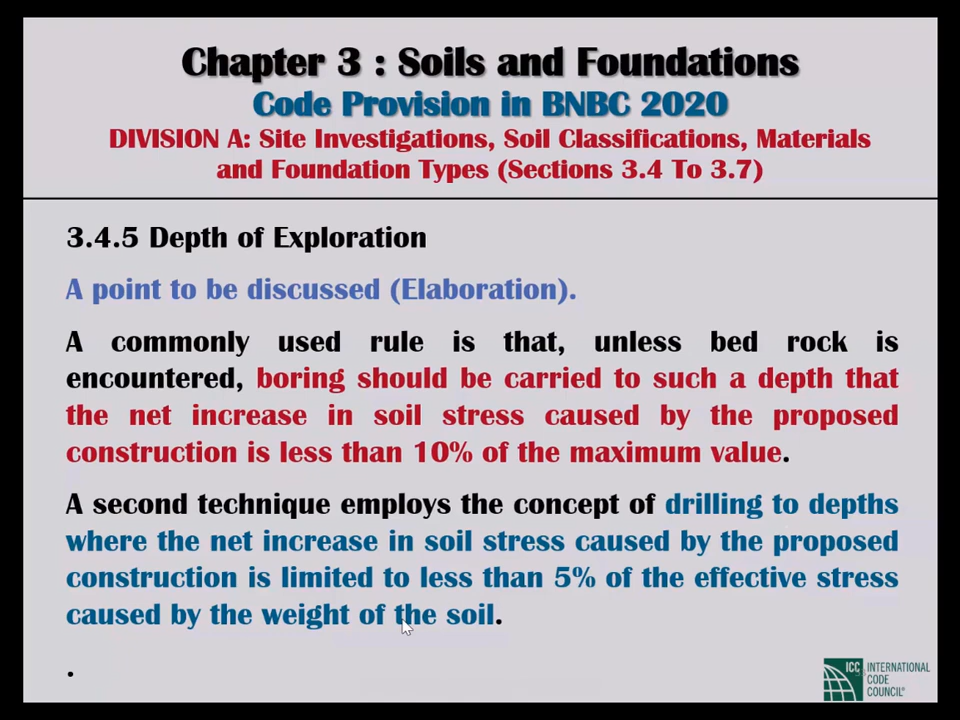 Chapter 3 : Soils and Foundations
Code Provision in BNBC 2020
DIVISION A: Site Investigations, Soil Classifications, Materials
and Foundation Types (Sections 3.4 To 3.7)
3.4.5 Depth of Exploration
A point to be discussed (Elaboration).
A commonly used rule is that, unless bed rock is
encountered, boring should be carried to such a depth that
the net increase in soil stress caused by the proposed
construction is less than 10% of the maximum value.
A second technique employs the concept of drilling to depths
where the net increase in soil stress caused by the proposed
construction is limited to less than 5% of the effective stress
caused by the weight of the soil.
.
ICC INTERNATIONAL
CODE
COUNCIL®